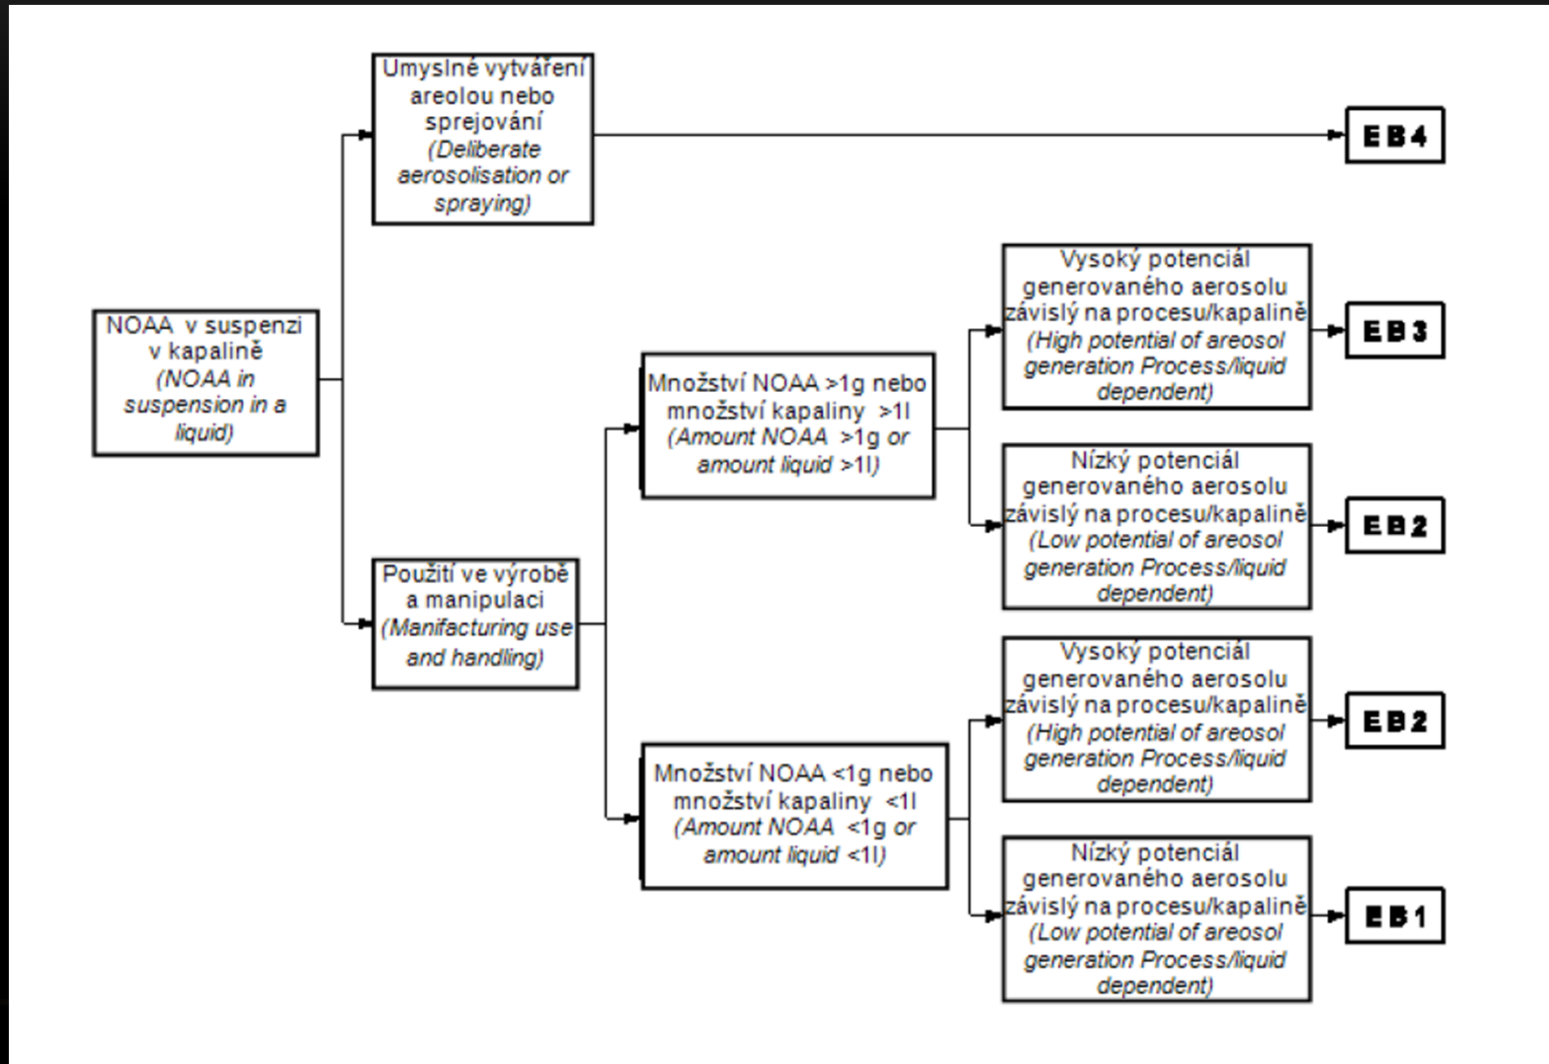 Umyslné vytváření
areolou nebo
sprejování
(Deliberate
aerosolisation or
spraying)
EB4
NOAA v suspenzi
v kapalině
(NOAA in
suspension in a
liquid)
Použití ve výrobě
a manipulaci
(Manifacturing use
and handling)
Množství NOAA >1g nebo
množství kapaliny >1l
(Amount NOAA >1g or
amount liquid >1l)
Vysoký potenciál
generovaného aerosolu
závislý na procesu/kapalině
(High potential of areosol
generation Process/liquid
dependent)
EB3
Nízký potenciál
generovaného aerosolu
závislý na procesu/kapalině
(Low potential of areosol
generation Process/liquid
dependent)
EB2
Množství NOAA <1g nebo
množství kapaliny <1l
(Amount NOAA <1g or
amount liquid <1l)
Vysoký potenciál
generovaného aerosolu
závislý na procesu/kapalině
(High potential of areosol
generation Process/liquid
dependent)
EB2
Nízký potenciál
generovaného aerosolu
závislý na procesu/kapalině
(Low potential of areosol
generation Process/liquid
dependent)
EB1